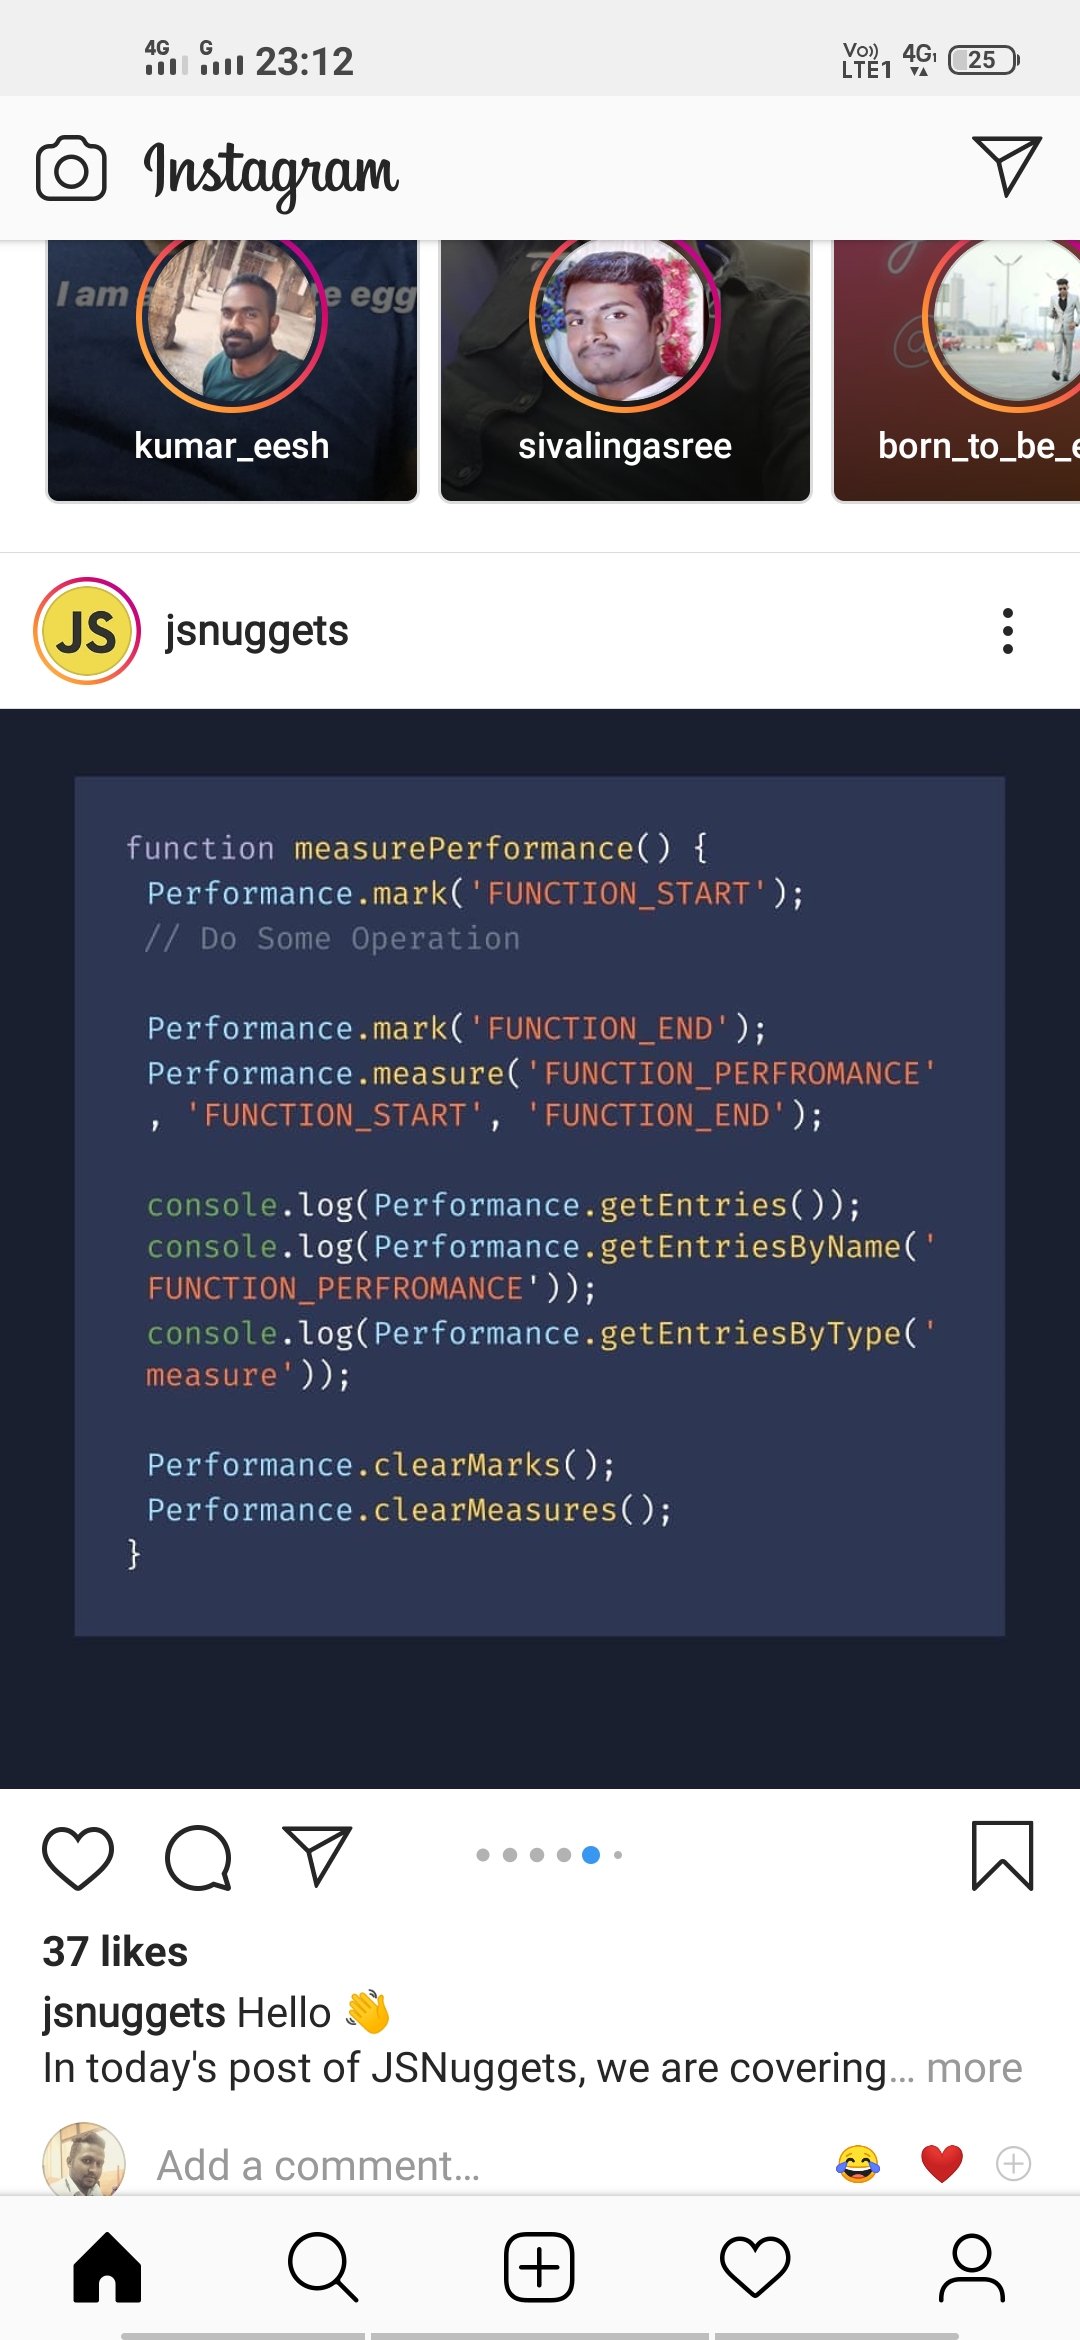 4G G 23:12 Vo)) LTE1 4G1 25
Instagram
I am e egg
kumar_eesh sivalingasree born_to_be_e
JS jsnuggets
function measurePerformance() {
Performance.mark('FUNCTION_START');
// Do Some Operation
Performance.mark('FUNCTION_END');
Performance.measure('FUNCTION_PERFROMANCE'
, 'FUNCTION_START', 'FUNCTION_END');
console.log(Performance.getEntries());
console.log(Performance.getEntriesByName('
FUNCTION_PERFROMANCE'));
console.log(Performance.getEntriesByType('
measure'));
Performance.clearMarks();
Performance.clearMeasures();
}
37 likes
jsnuggets Hello 👋
In today's post of JSNuggets, we are covering... more
Add a comment... 😂 ❤️